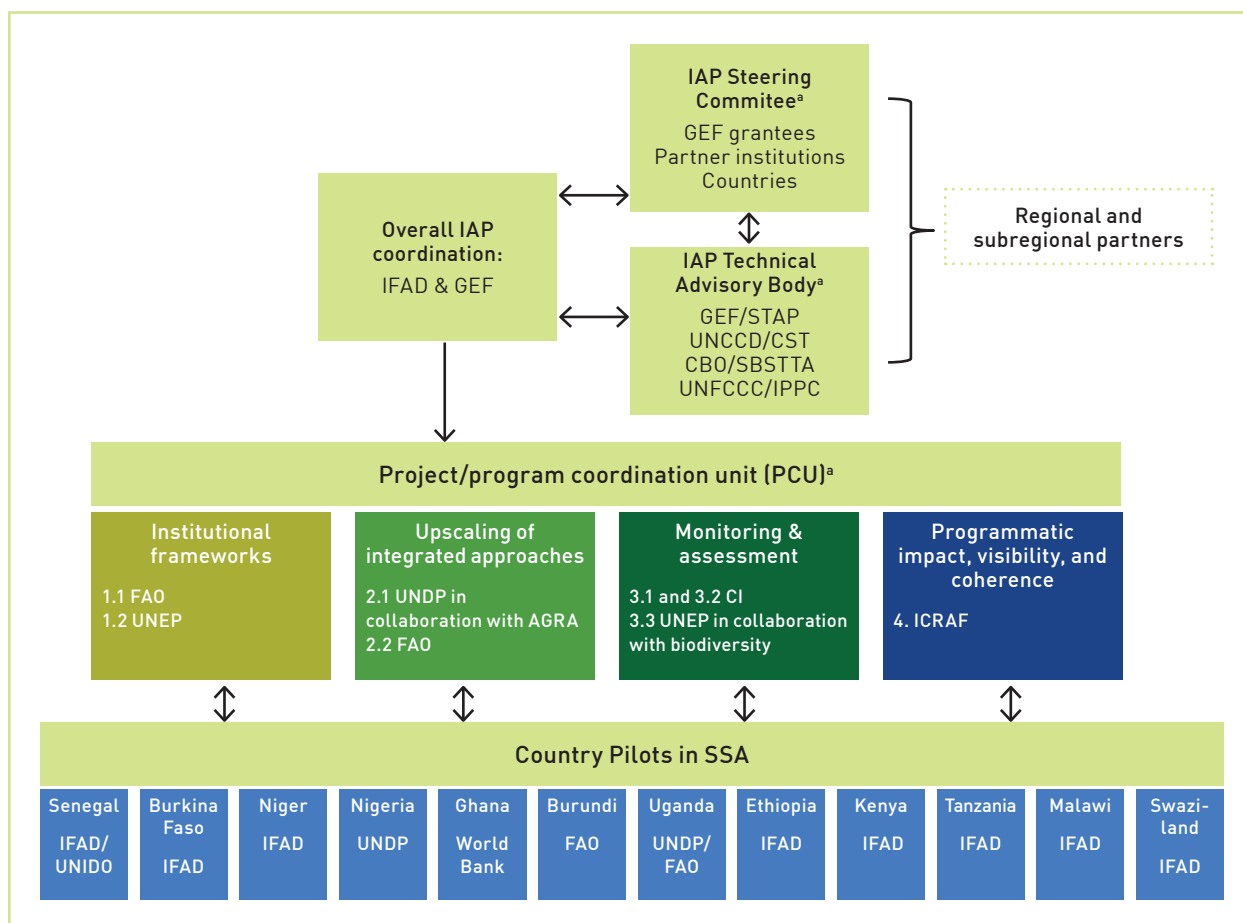 IAP Steering
Commiteeᵃ
GEF grantees
Partner institutions
Countries
Overall IAP
coordination:
IFAD & GEF
Regional and
subregional partners
IAP Technical
Advisory Bodyᵃ
GEF/STAP
UNCCD/CST
CBO/SBSTTA
UNFCCC/IPPC
Project/program coordination unit (PCU)ᵃ
Institutional
frameworks
1.1 FAO
1.2 UNEP
Upscaling of
integrated approaches
2.1 UNDP in
collaboration with AGRA
2.2 FAO
Monitoring &
assessment
3.1 and 3.2 CI
3.3 UNEP in collaboration
with biodiversity
Programmatic
impact, visibility, and
coherence
4. ICRAF
Country Pilots in SSA
Senegal
IFAD/
UNIDO
Burkina
Faso
IFAD
Niger
IFAD
Nigeria
UNDP
Ghana
World
Bank
Burundi
FAO
Uganda
UNDP/
FAO
Ethiopia
IFAD
Kenya
IFAD
Tanzania
IFAD
Malawi
IFAD
Swazi-
land
IFAD